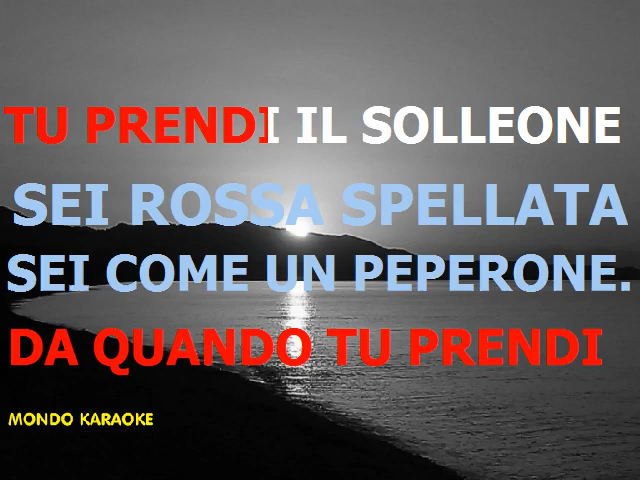 TU PRENDI IL SOLLEONE
SEI ROSSA SPELLATA
SEI COME UN PEPERONE.
DA QUANDO TU PRENDI
MONDO KARAOKE